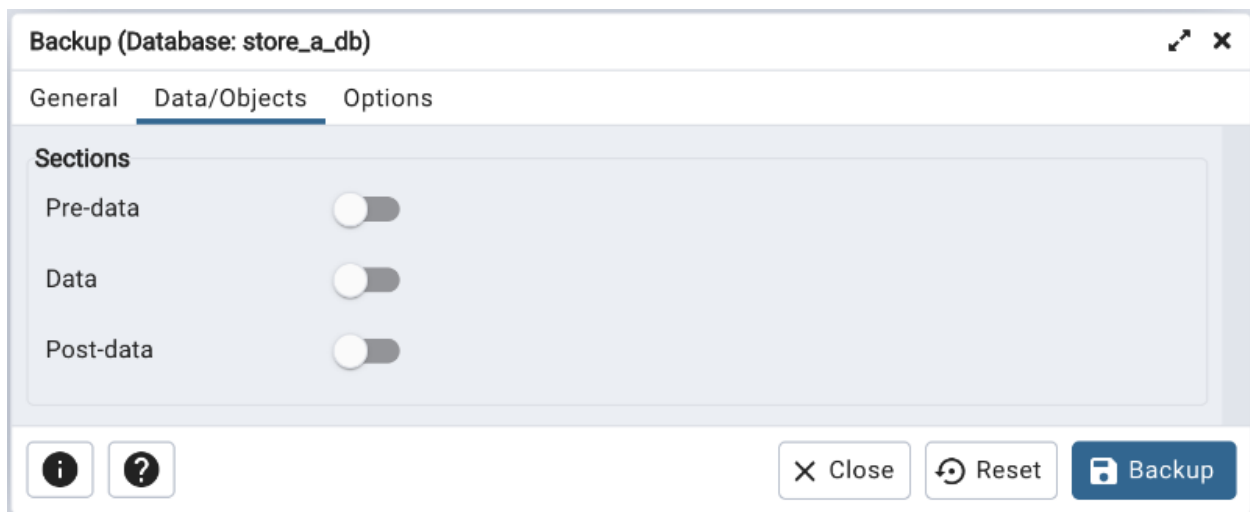 Backup (Database: store_a_db)
General Data/Objects Options
Sections
Pre-data
Data
Post-data
Close Reset Backup